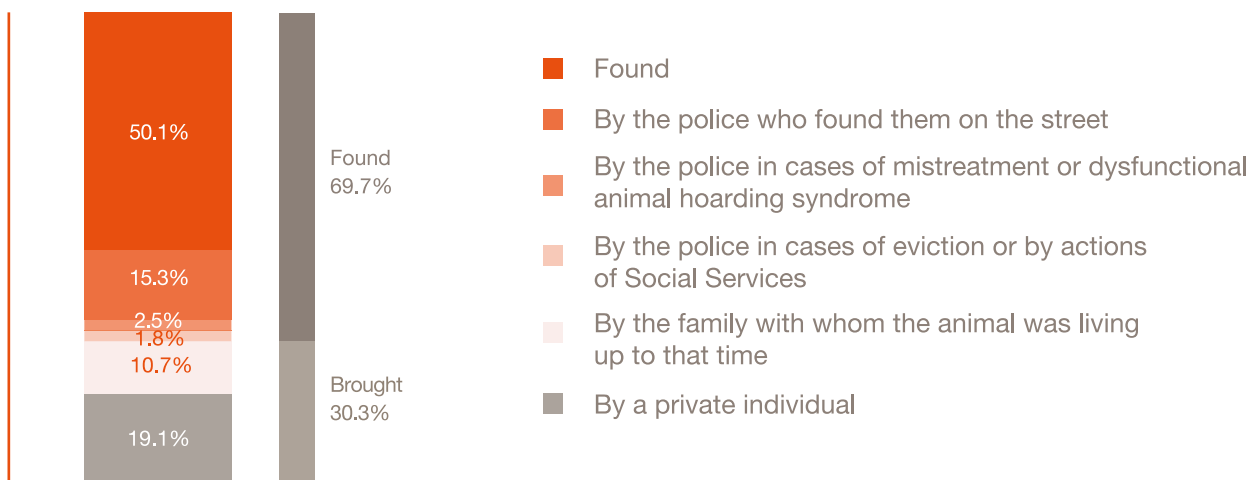 50.1%
15.3%
2.5%
1.8%
10.7%
19.1%
Found
69.7%
Brought
30.3%
Found
By the police who found them on the street
By the police in cases of mistreatment or dysfunctional
animal hoarding syndrome
By the police in cases of eviction or by actions
of Social Services
By the family with whom the animal was living
up to that time
By a private individual